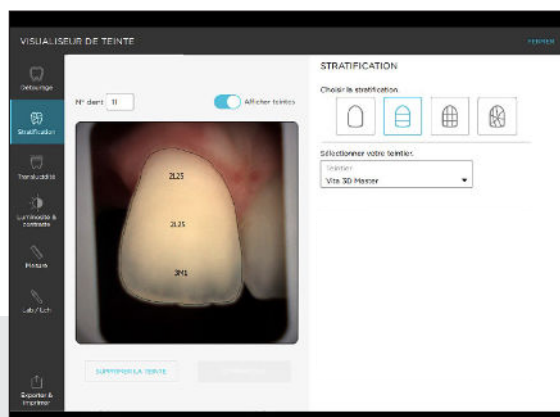 VISUALISEUR DE TEINTE
FERMER
Détourage
Stratification
Translucidité
Luminosité &
contraste
Mesure
Lab / Lch
Exporter &
imprimer
N° dent 11
Afficher teintes
2L2.5
2L2.5
3M1
SUPPRIMER LA TEINTE
STRATIFICATION
Choisir la stratification
Sélectionner votre teintier.
Teintier
Vita 3D Master